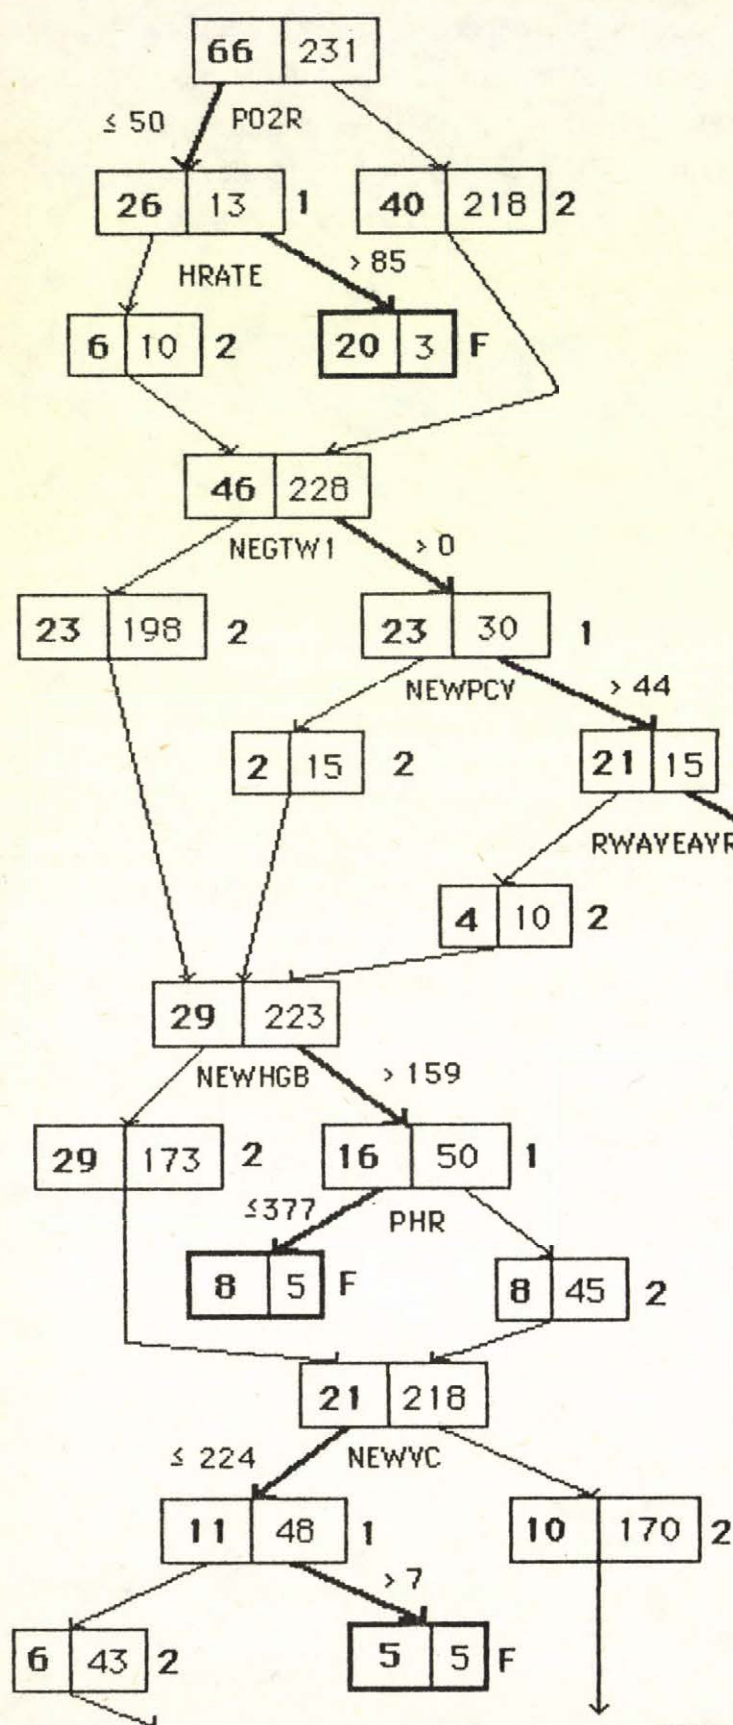 66 231
≤ 50 PO2R
26 13 1 40 218 2
HRATE > 85
6 10 2 20 3 F
46 228
NEGTW1 > 0
23 198 2 23 30 1
NEWPCV > 44
2 15 2 21 15
RWAVEAVR
4 10 2
29 223
NEWHGB > 159
29 173 2 16 50 1
≤377 PHR
8 5 F 8 45 2
21 218
≤ 224 NEWVC
11 48 1 10 170 2
> 7
6 43 2 5 5 F